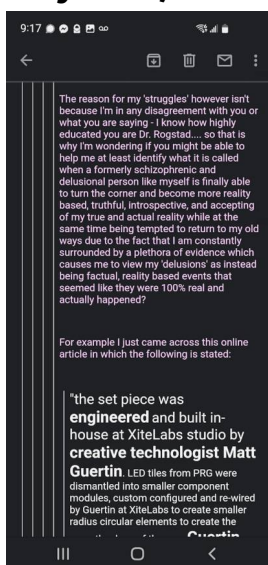 9:17
The reason for my 'struggles' however isn't
because I'm in any disagreement with you or
what you are saying - I know how highly
educated you are Dr. Rogstad.... so that is
why I'm wondering if you might be able to
help me at least identify what it is called
when a formerly schizophrenic and
delusional person like myself is finally able
to turn the corner and become more reality
based, truthful, introspective, and accepting
of my true and actual reality while at the
same time being tempted to return to my old
ways due to the fact that I am constantly
surrounded by a plethora of evidence which
causes me to view my 'delusions' as instead
being factual, reality based events that
seemed like they were 100% real and
actually happened?
For example I just came across this online
article in which the following is stated:
"the set piece was
engineered and built in-
house at XiteLabs studio by
creative technologist Matt
Guertin. LED tiles from PRG were
dismantled into smaller component
modules, custom configured and re-wired
by Guertin at XiteLabs to create smaller
radius circular elements to create the